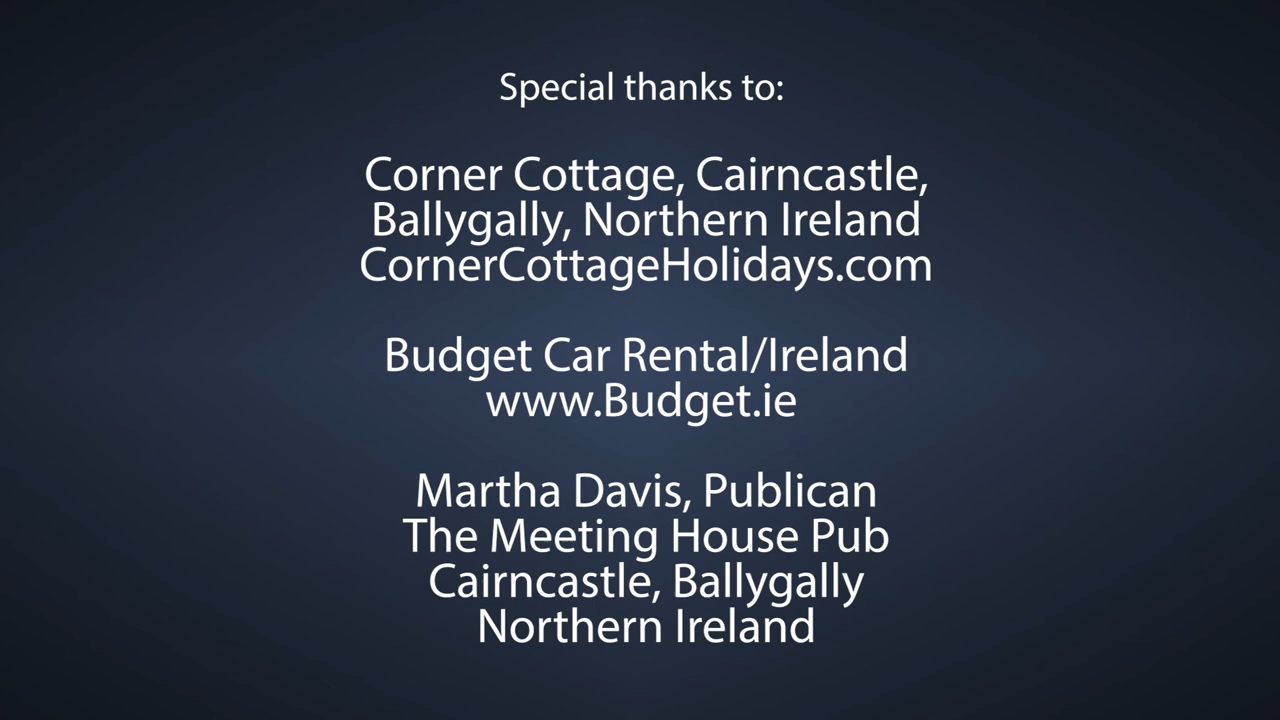 Special thanks to:
Corner Cottage, Cairncastle,
Ballygally, Northern Ireland
CornerCottageHolidays.com
Budget Car Rental/Ireland
www.Budget.ie
Martha Davis, Publican
The Meeting House Pub
Cairncastle, Ballygally
Northern Ireland